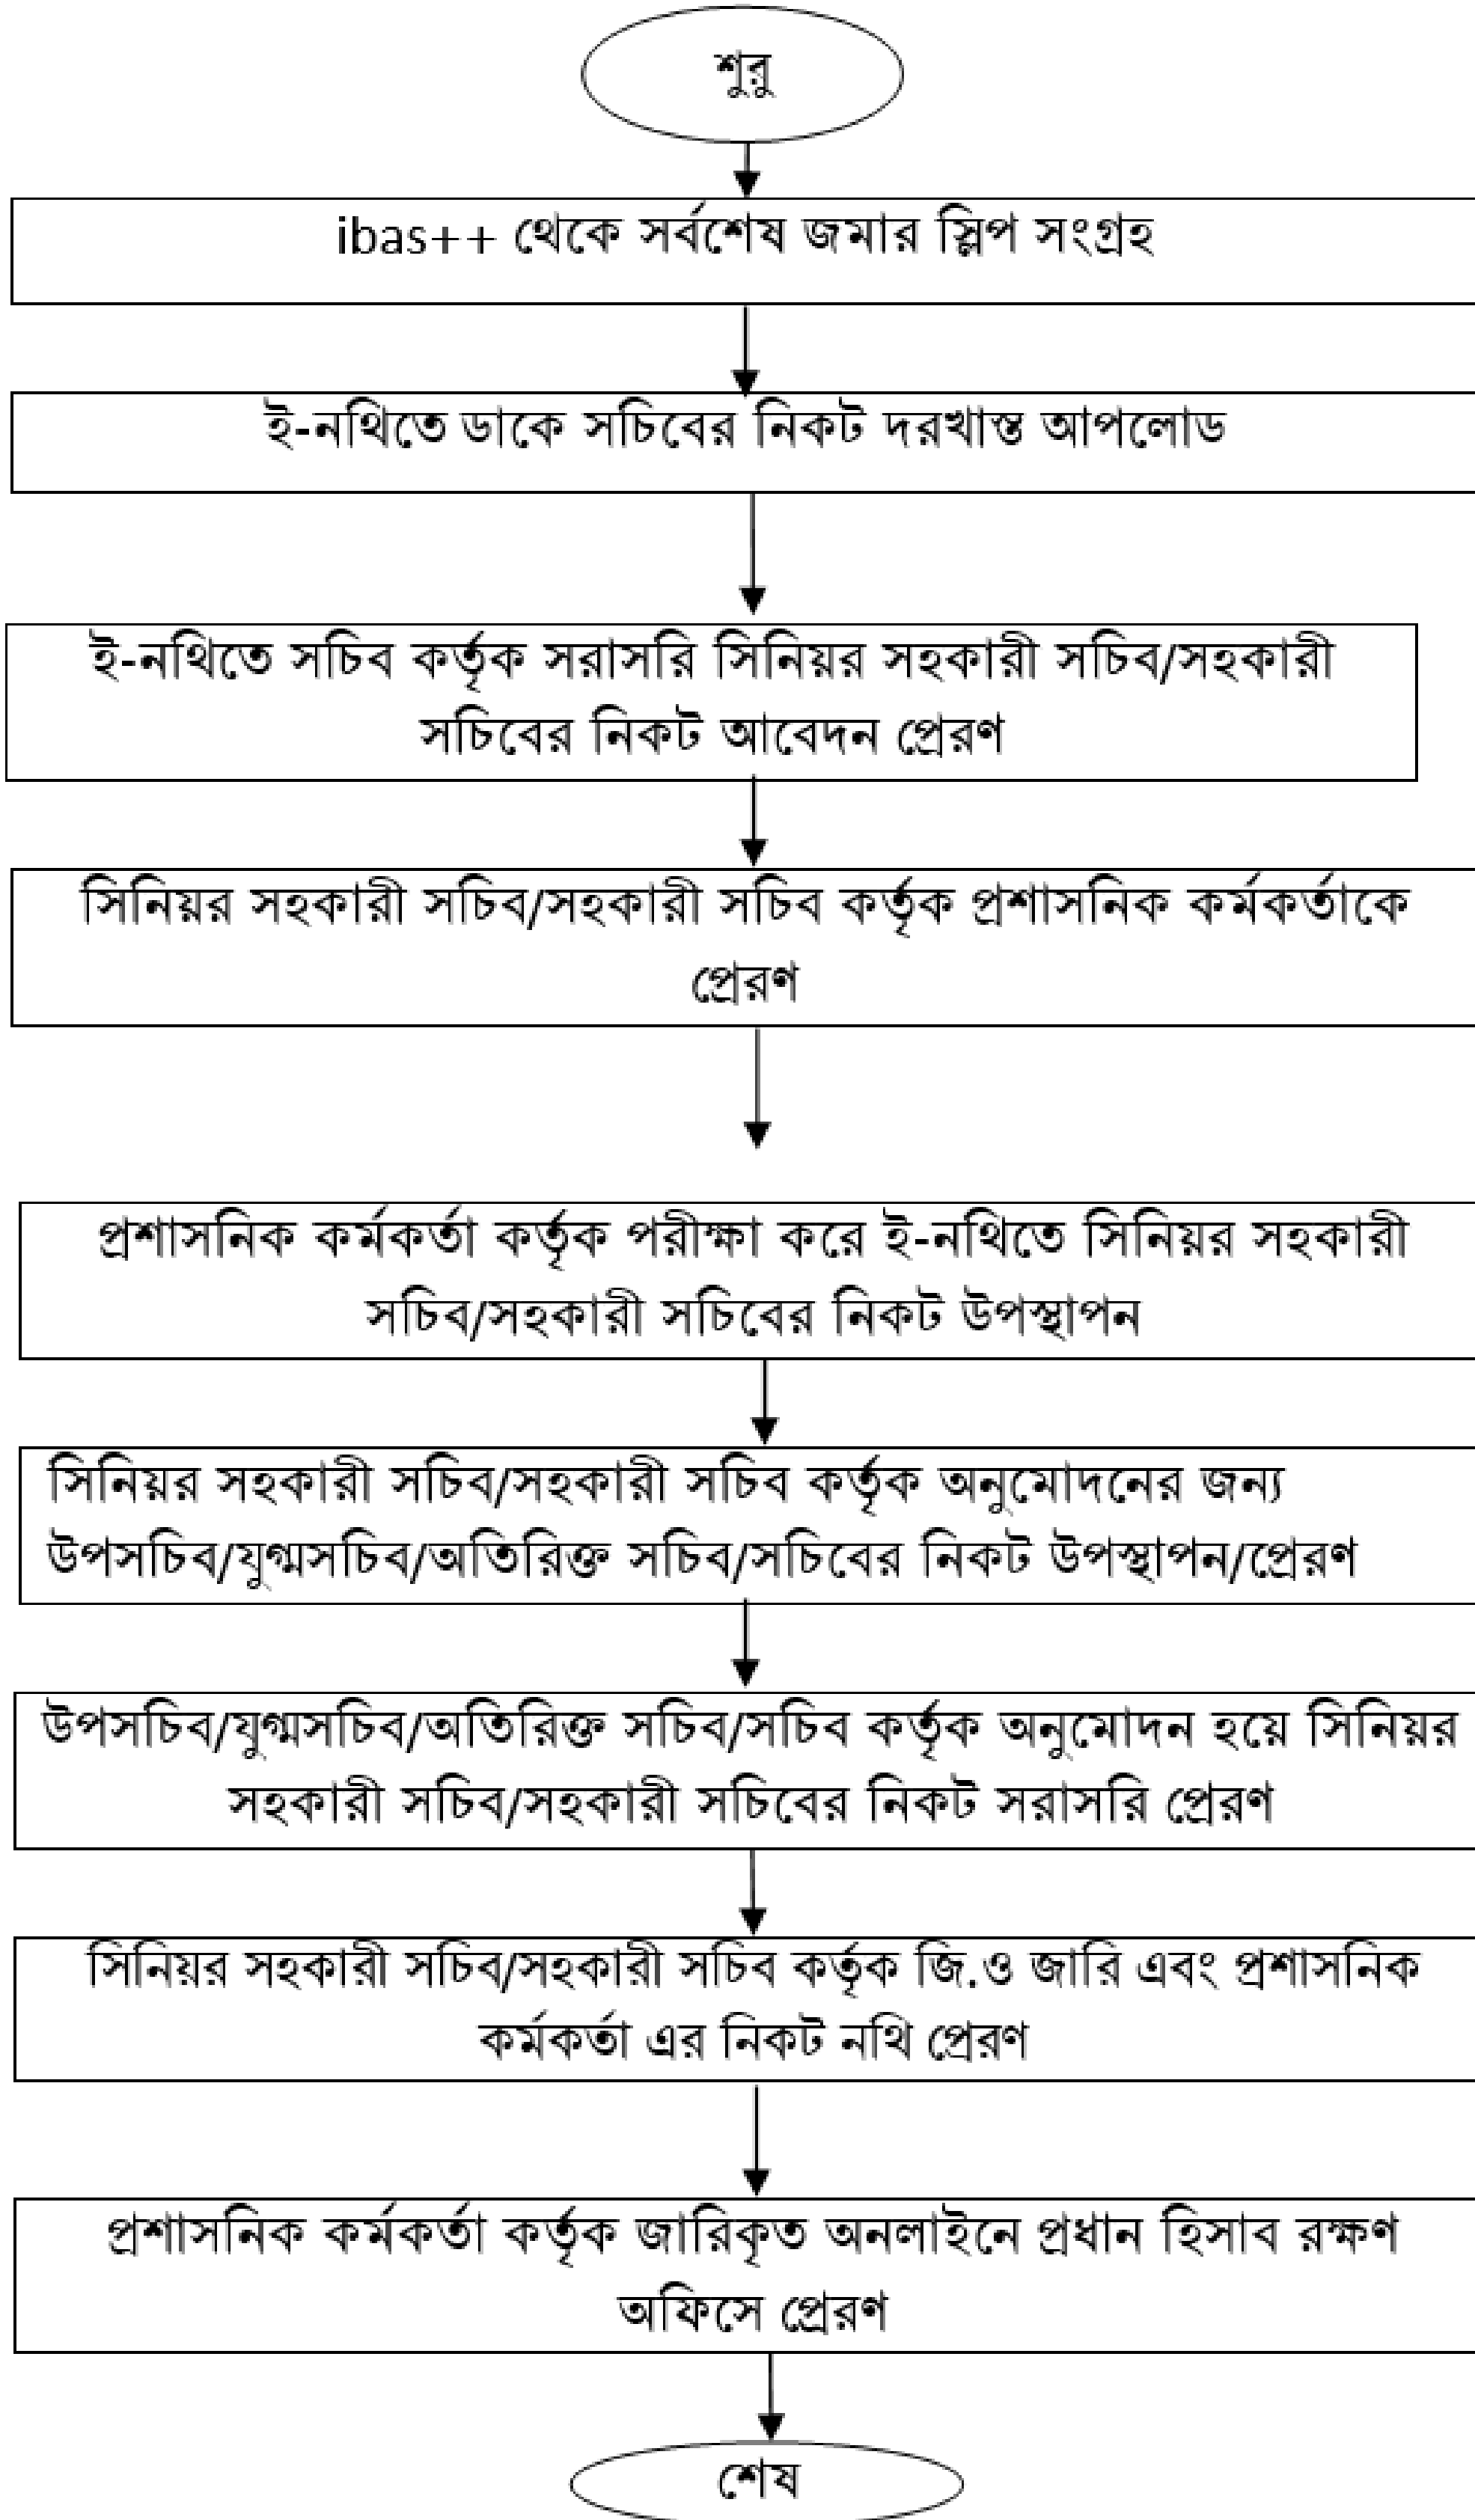 শুরু
ibas++ থেকে সর্বশেষ জমার স্লিপ সংগ্রহ
ই-নথিতে ডাকে সচিবের নিকট দরখাস্ত আপলোড
ই-নথিতে সচিব কর্তৃক সরাসরি সিনিয়র সহকারী সচিব/সহকারী
সচিবের নিকট আবেদন প্রেরণ
সিনিয়র সহকারী সচিব/সহকারী সচিব কর্তৃক প্রশাসনিক কর্মকর্তাকে
প্রেরণ
প্রশাসনিক কর্মকর্তা কর্তৃক পরীক্ষা করে ই-নথিতে সিনিয়র সহকারী
সচিব/সহকারী সচিবের নিকট উপস্থাপন
সিনিয়র সহকারী সচিব/সহকারী সচিব কর্তৃক অনুমোদনের জন্য
উপসচিব/যুগ্মসচিব/অতিরিক্ত সচিব/সচিবের নিকট উপস্থাপন/প্রেরণ
উপসচিব/যুগ্মসচিব/অতিরিক্ত সচিব/সচিব কর্তৃক অনুমোদন হয়ে সিনিয়র
সহকারী সচিব/সহকারী সচিবের নিকট সরাসরি প্রেরণ
সিনিয়র সহকারী সচিব/সহকারী সচিব কর্তৃক জি.ও জারি এবং প্রশাসনিক
কর্মকর্তা এর নিকট নথি প্রেরণ
প্রশাসনিক কর্মকর্তা কর্তৃক জারিকৃত অনলাইনে প্রধান হিসাব রক্ষণ
অফিসে প্রেরণ
শেষ